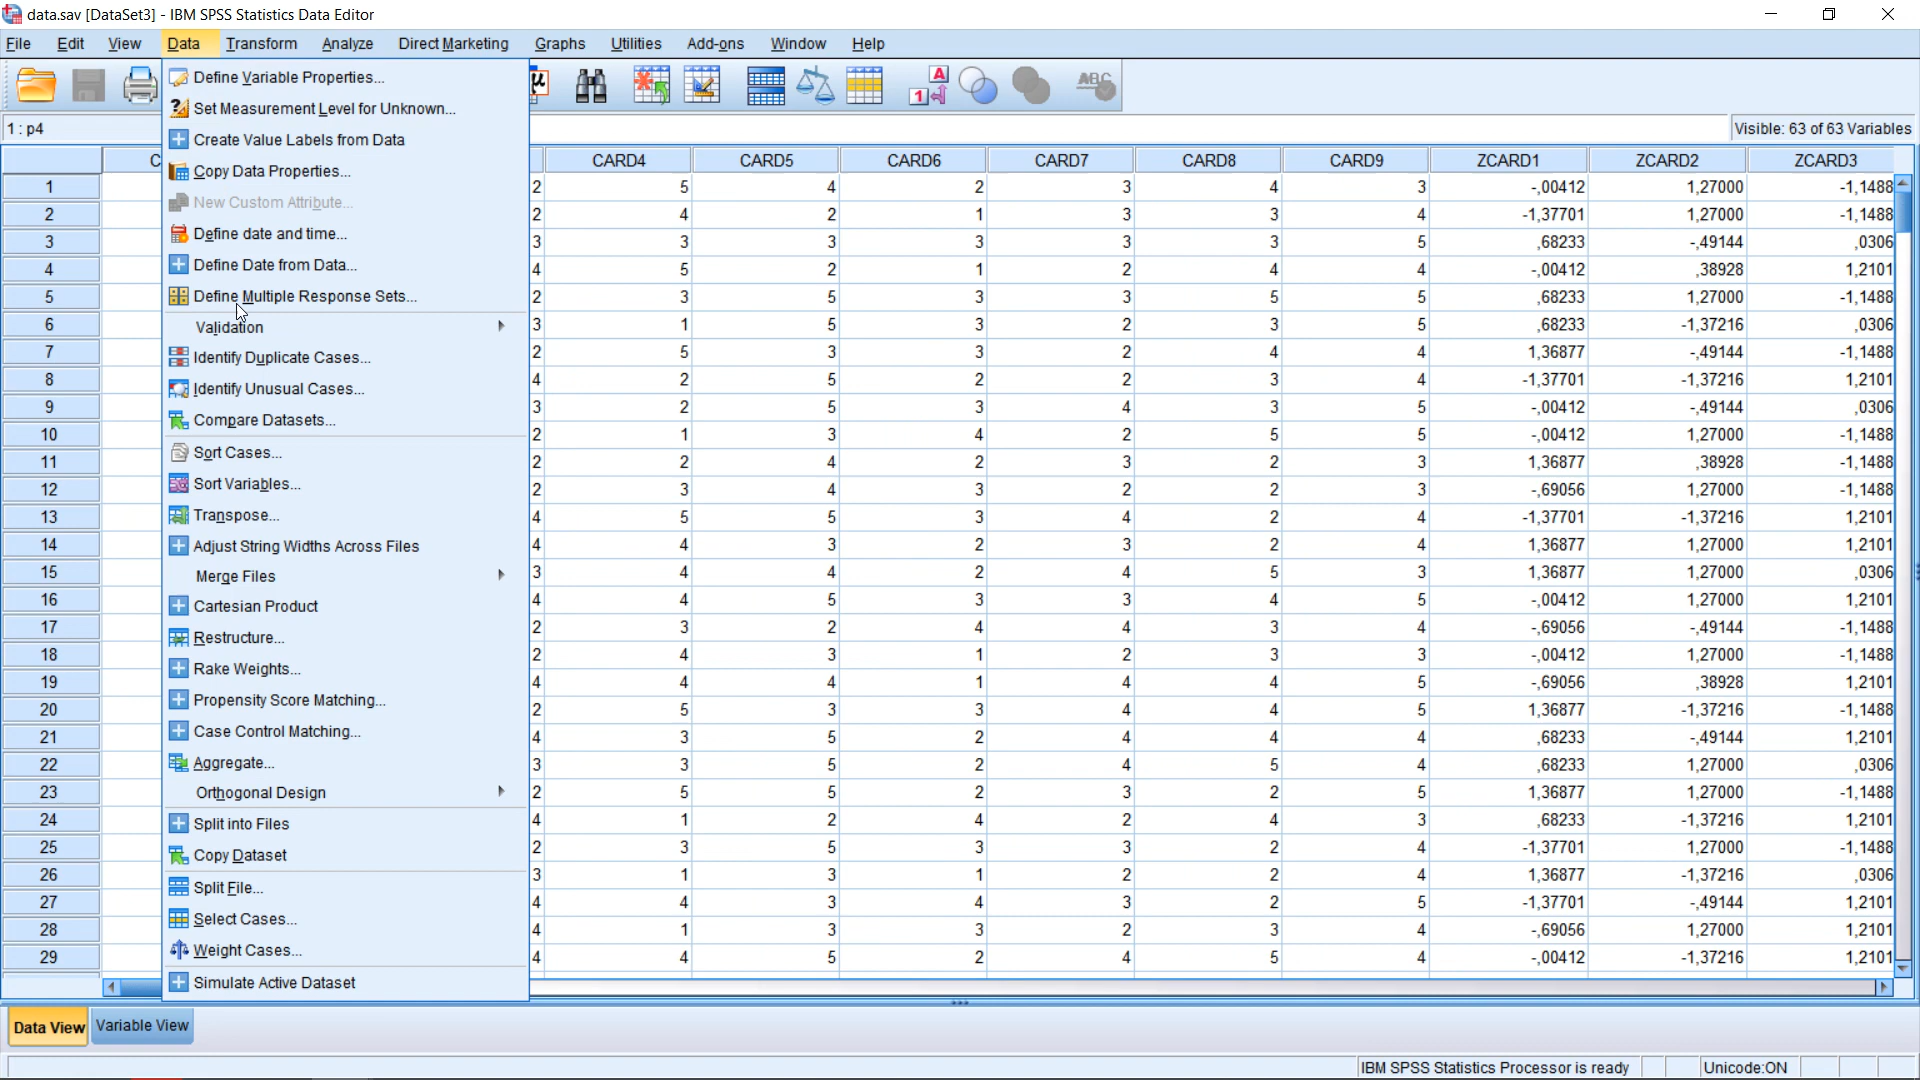 data.sav [DataSet3] - IBM SPSS Statistics Data Editor
File Edit View Data Transform Analyze Direct Marketing Graphs Utilities Add-ons Window Help
1 : p4
Visible: 63 of 63 Variables
Define Variable Properties...
Set Measurement Level for Unknown...
Create Value Labels from Data
Copy Data Properties...
New Custom Attribute...
Define date and time...
Define Date from Data...
Define Multiple Response Sets...
Validation
Identify Duplicate Cases...
Identify Unusual Cases...
Compare Datasets...
Sort Cases...
Sort Variables...
Transpose...
Adjust String Widths Across Files
Merge Files
Cartesian Product
Restructure...
Rake Weights...
Propensity Score Matching...
Case Control Matching...
Aggregate...
Orthogonal Design
Split into Files
Copy Dataset
Split File...
Select Cases...
Weight Cases...
Simulate Active Dataset
C CARD4 CARD5 CARD6 CARD7 CARD8 CARD9 ZCARD1 ZCARD2 ZCARD3
1 2 5 4 2 3 4 3 -,00412 1,27000 -1,1488
2 2 4 2 1 3 3 4 -1,37701 1,27000 -1,1488
3 3 3 3 3 3 3 5 ,68233 -,49144 ,0306
4 4 5 2 1 2 4 4 -,00412 ,38928 1,2101
5 2 3 5 3 3 5 5 ,68233 1,27000 -1,1488
6 3 1 5 3 2 3 5 ,68233 -1,37216 ,0306
7 2 5 3 3 2 4 4 1,36877 -,49144 -1,1488
8 4 2 5 2 2 3 4 -1,37701 -1,37216 1,2101
9 3 2 5 3 4 3 5 -,00412 -,49144 ,0306
10 2 1 3 4 2 5 5 -,00412 1,27000 -1,1488
11 2 2 4 2 3 2 3 1,36877 ,38928 -1,1488
12 2 3 4 3 2 2 3 -,69056 1,27000 -1,1488
13 4 5 5 3 4 2 4 -1,37701 -1,37216 1,2101
14 4 4 3 2 3 2 4 1,36877 1,27000 1,2101
15 3 4 4 2 4 5 3 1,36877 1,27000 ,0306
16 4 4 5 3 3 4 5 -,00412 1,27000 1,2101
17 2 3 2 4 4 3 4 -,69056 -,49144 -1,1488
18 2 4 3 1 2 3 3 -,00412 1,27000 -1,1488
19 4 4 4 1 4 4 5 -,69056 ,38928 1,2101
20 2 5 3 3 4 4 5 1,36877 -1,37216 -1,1488
21 4 3 5 2 4 4 4 ,68233 -,49144 1,2101
22 3 3 5 2 4 5 4 ,68233 1,27000 ,0306
23 2 5 5 2 3 2 5 1,36877 1,27000 -1,1488
24 4 1 2 4 2 4 3 ,68233 -1,37216 1,2101
25 2 3 5 3 3 2 4 -1,37701 1,27000 -1,1488
26 3 1 3 1 2 2 4 1,36877 -1,37216 ,0306
27 4 4 3 4 3 2 5 -1,37701 -,49144 1,2101
28 4 1 3 3 2 3 4 -,69056 1,27000 1,2101
29 4 4 5 2 4 5 4 -,00412 -1,37216 1,2101
Data View Variable View
IBM SPSS Statistics Processor is ready Unicode:ON